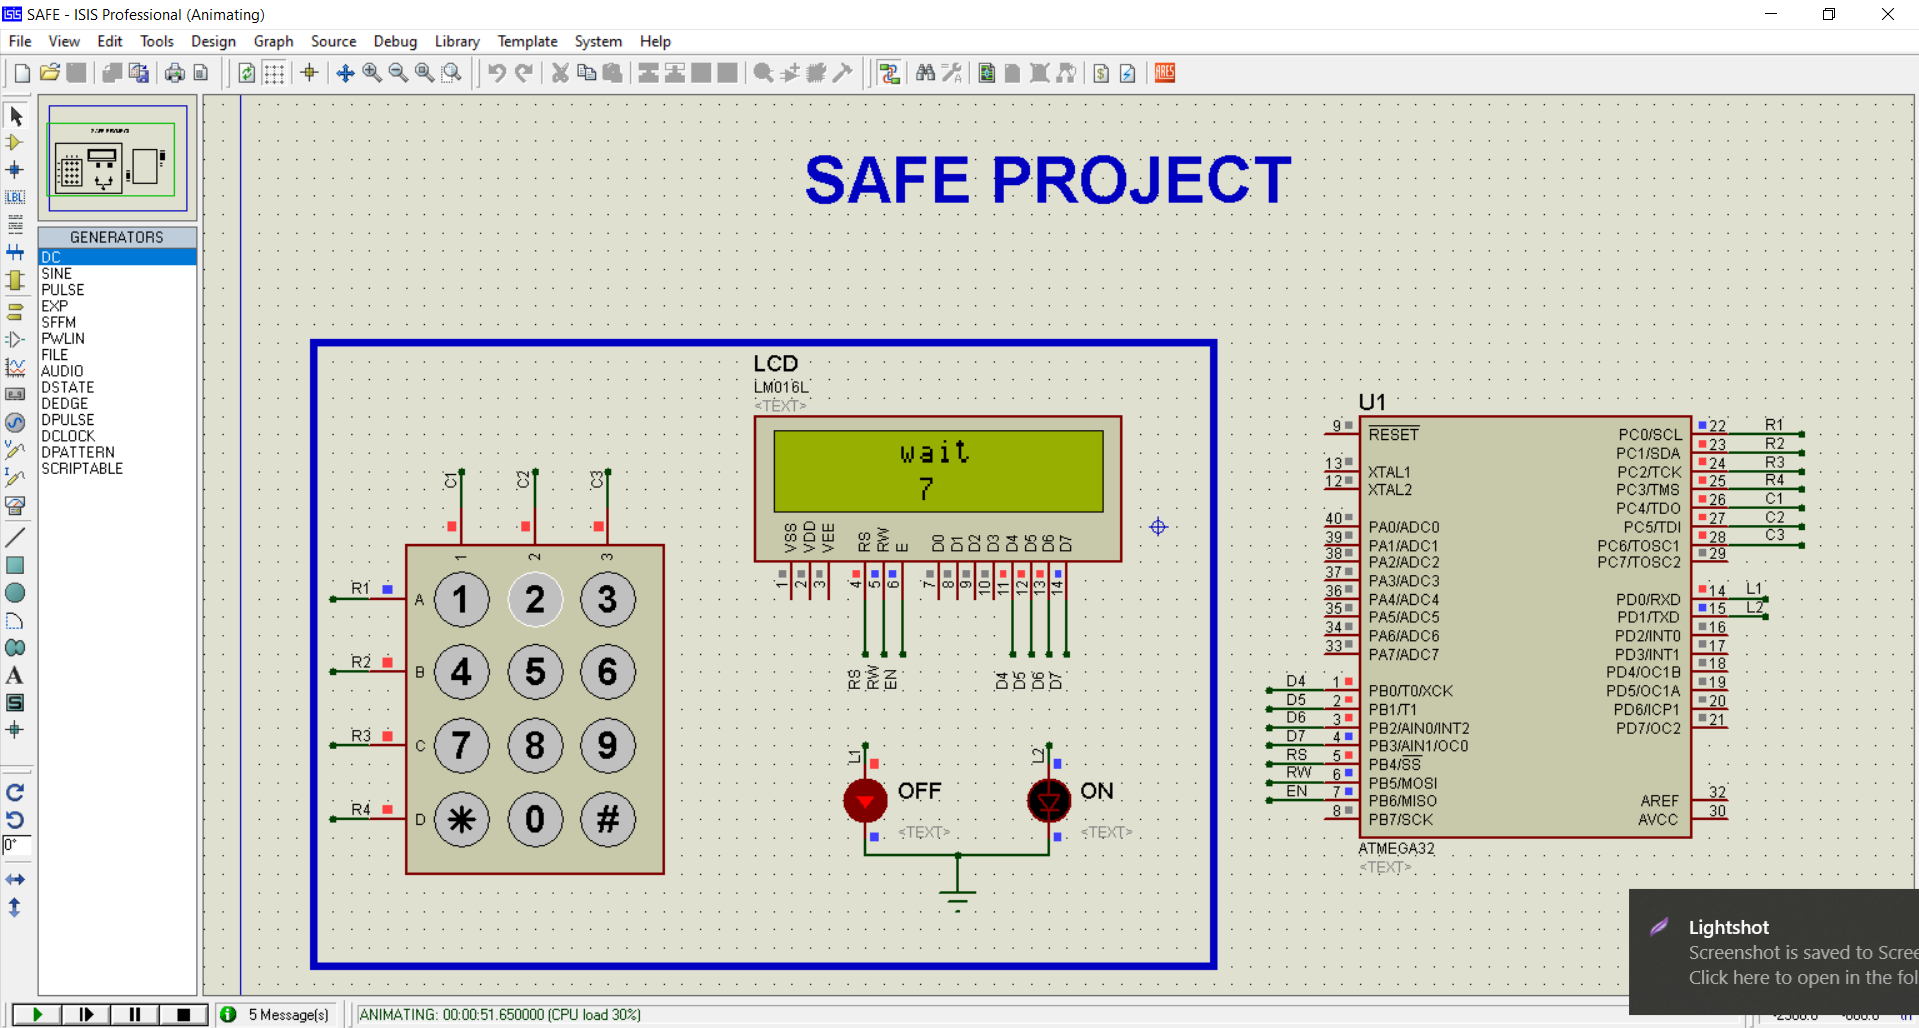 SAFE - ISIS Professional (Animating)
File View Edit Tools Design Graph Source Debug Library Template System Help
ARES
LBL
A
S
0°
GENERATORS
DC
SINE
PULSE
EXP
SFFM
PWLIN
FILE
AUDIO
DSTATE
DEDGE
DPULSE
DCLOCK
DPATTERN
SCRIPTABLE
SAFE PROJECT
C1 C2 C3
1 2 3
R1 A 1 2 3
R2 B 4 5 6
R3 C 7 8 9
R4 D * 0 #
LCD
LM016L
<TEXT>
wait
7
VSS VDD VEE RS RW E D0 D1 D2 D3 D4 D5 D6 D7
1 2 3 4 5 6 7 8 9 10 11 12 13 14
RS RW EN D4 D5 D6 D7
L1 OFF
<TEXT>
L2 ON
<TEXT>
U1
9 RESET
13 XTAL1
12 XTAL2
40 PA0/ADC0
39 PA1/ADC1
38 PA2/ADC2
37 PA3/ADC3
36 PA4/ADC4
35 PA5/ADC5
34 PA6/ADC6
33 PA7/ADC7
D4 1 PB0/T0/XCK
D5 2 PB1/T1
D6 3 PB2/AIN0/INT2
D7 4 PB3/AIN1/OC0
RS 5 PB4/SS
RW 6 PB5/MOSI
EN 7 PB6/MISO
8 PB7/SCK
PC0/SCL 22 R1
PC1/SDA 23 R2
PC2/TCK 24 R3
PC3/TMS 25 R4
PC4/TDO 26 C1
PC5/TDI 27 C2
PC6/TOSC1 28 C3
PC7/TOSC2 29
PD0/RXD 14 L1
PD1/TXD 15 L2
PD2/INT0 16
PD3/INT1 17
PD4/OC1B 18
PD5/OC1A 19
PD6/ICP1 20
PD7/OC2 21
AREF 32
AVCC 30
ATMEGA32
<TEXT>
Lightshot
Screenshot is saved to Scree
Click here to open in the fol
5 Message(s)
ANIMATING: 00:00:51.650000 (CPU load 30%)